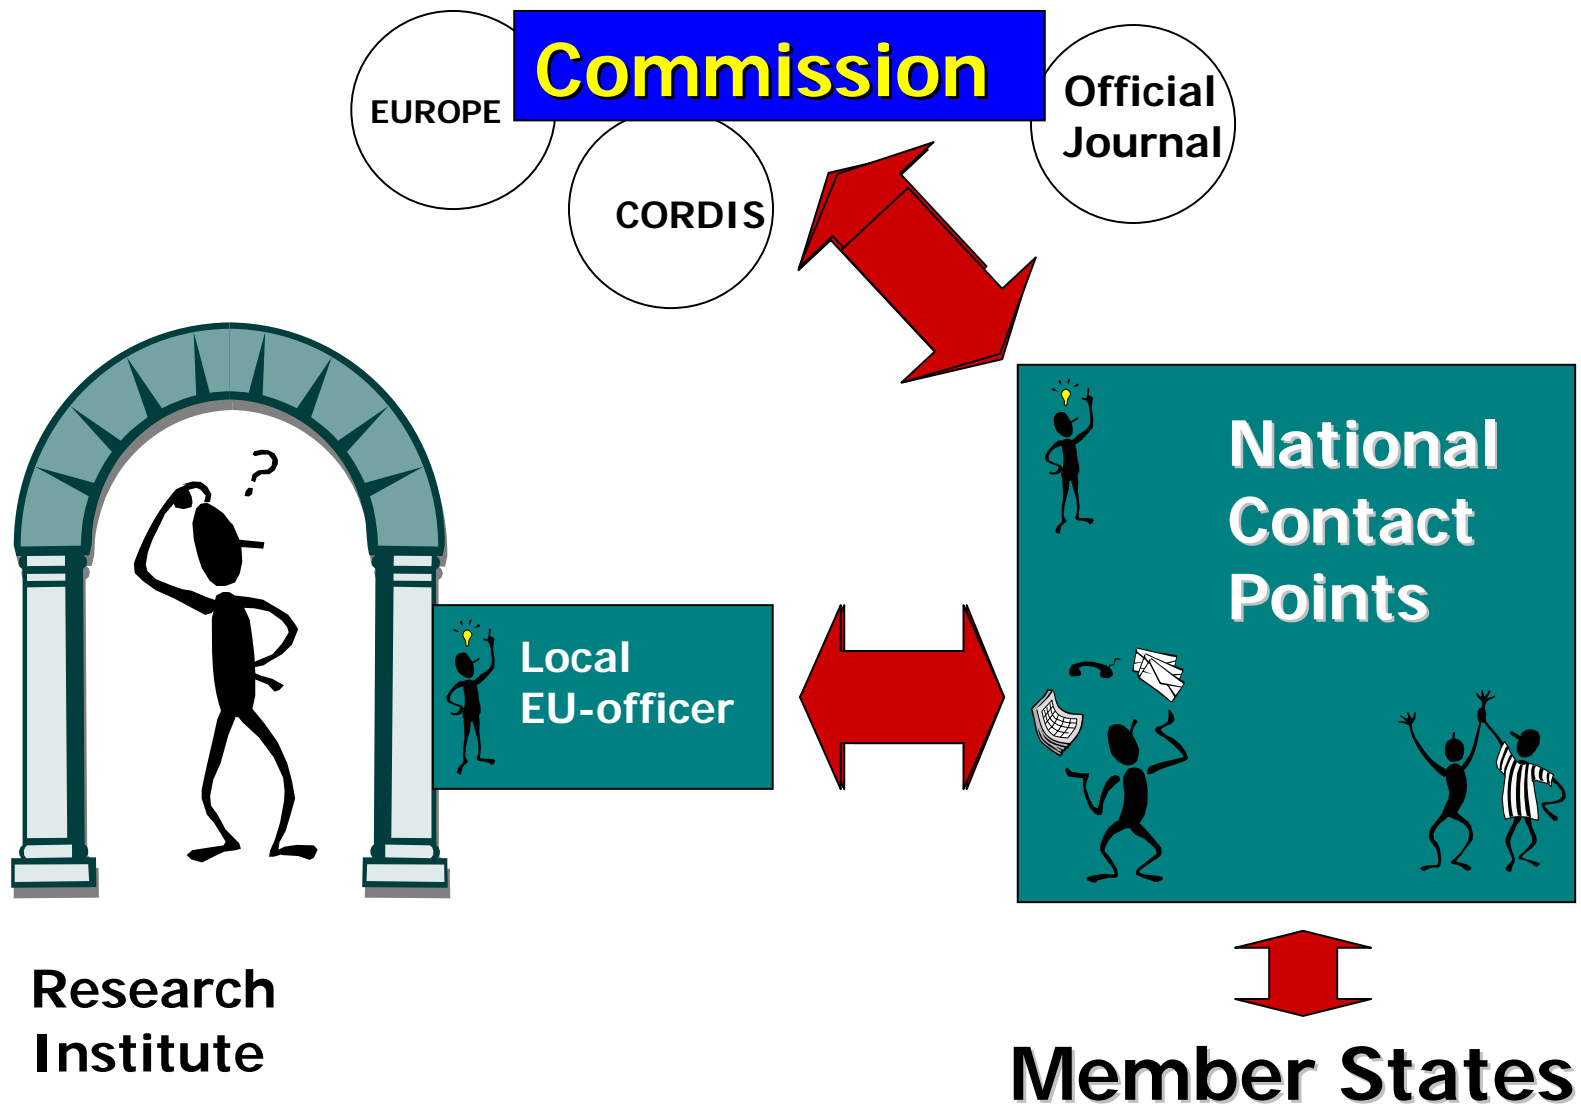 Commission
EUROPE
Official
Journal
CORDIS
National
Contact
Points
?
Local
EU-officer
Research
Institute
Member States